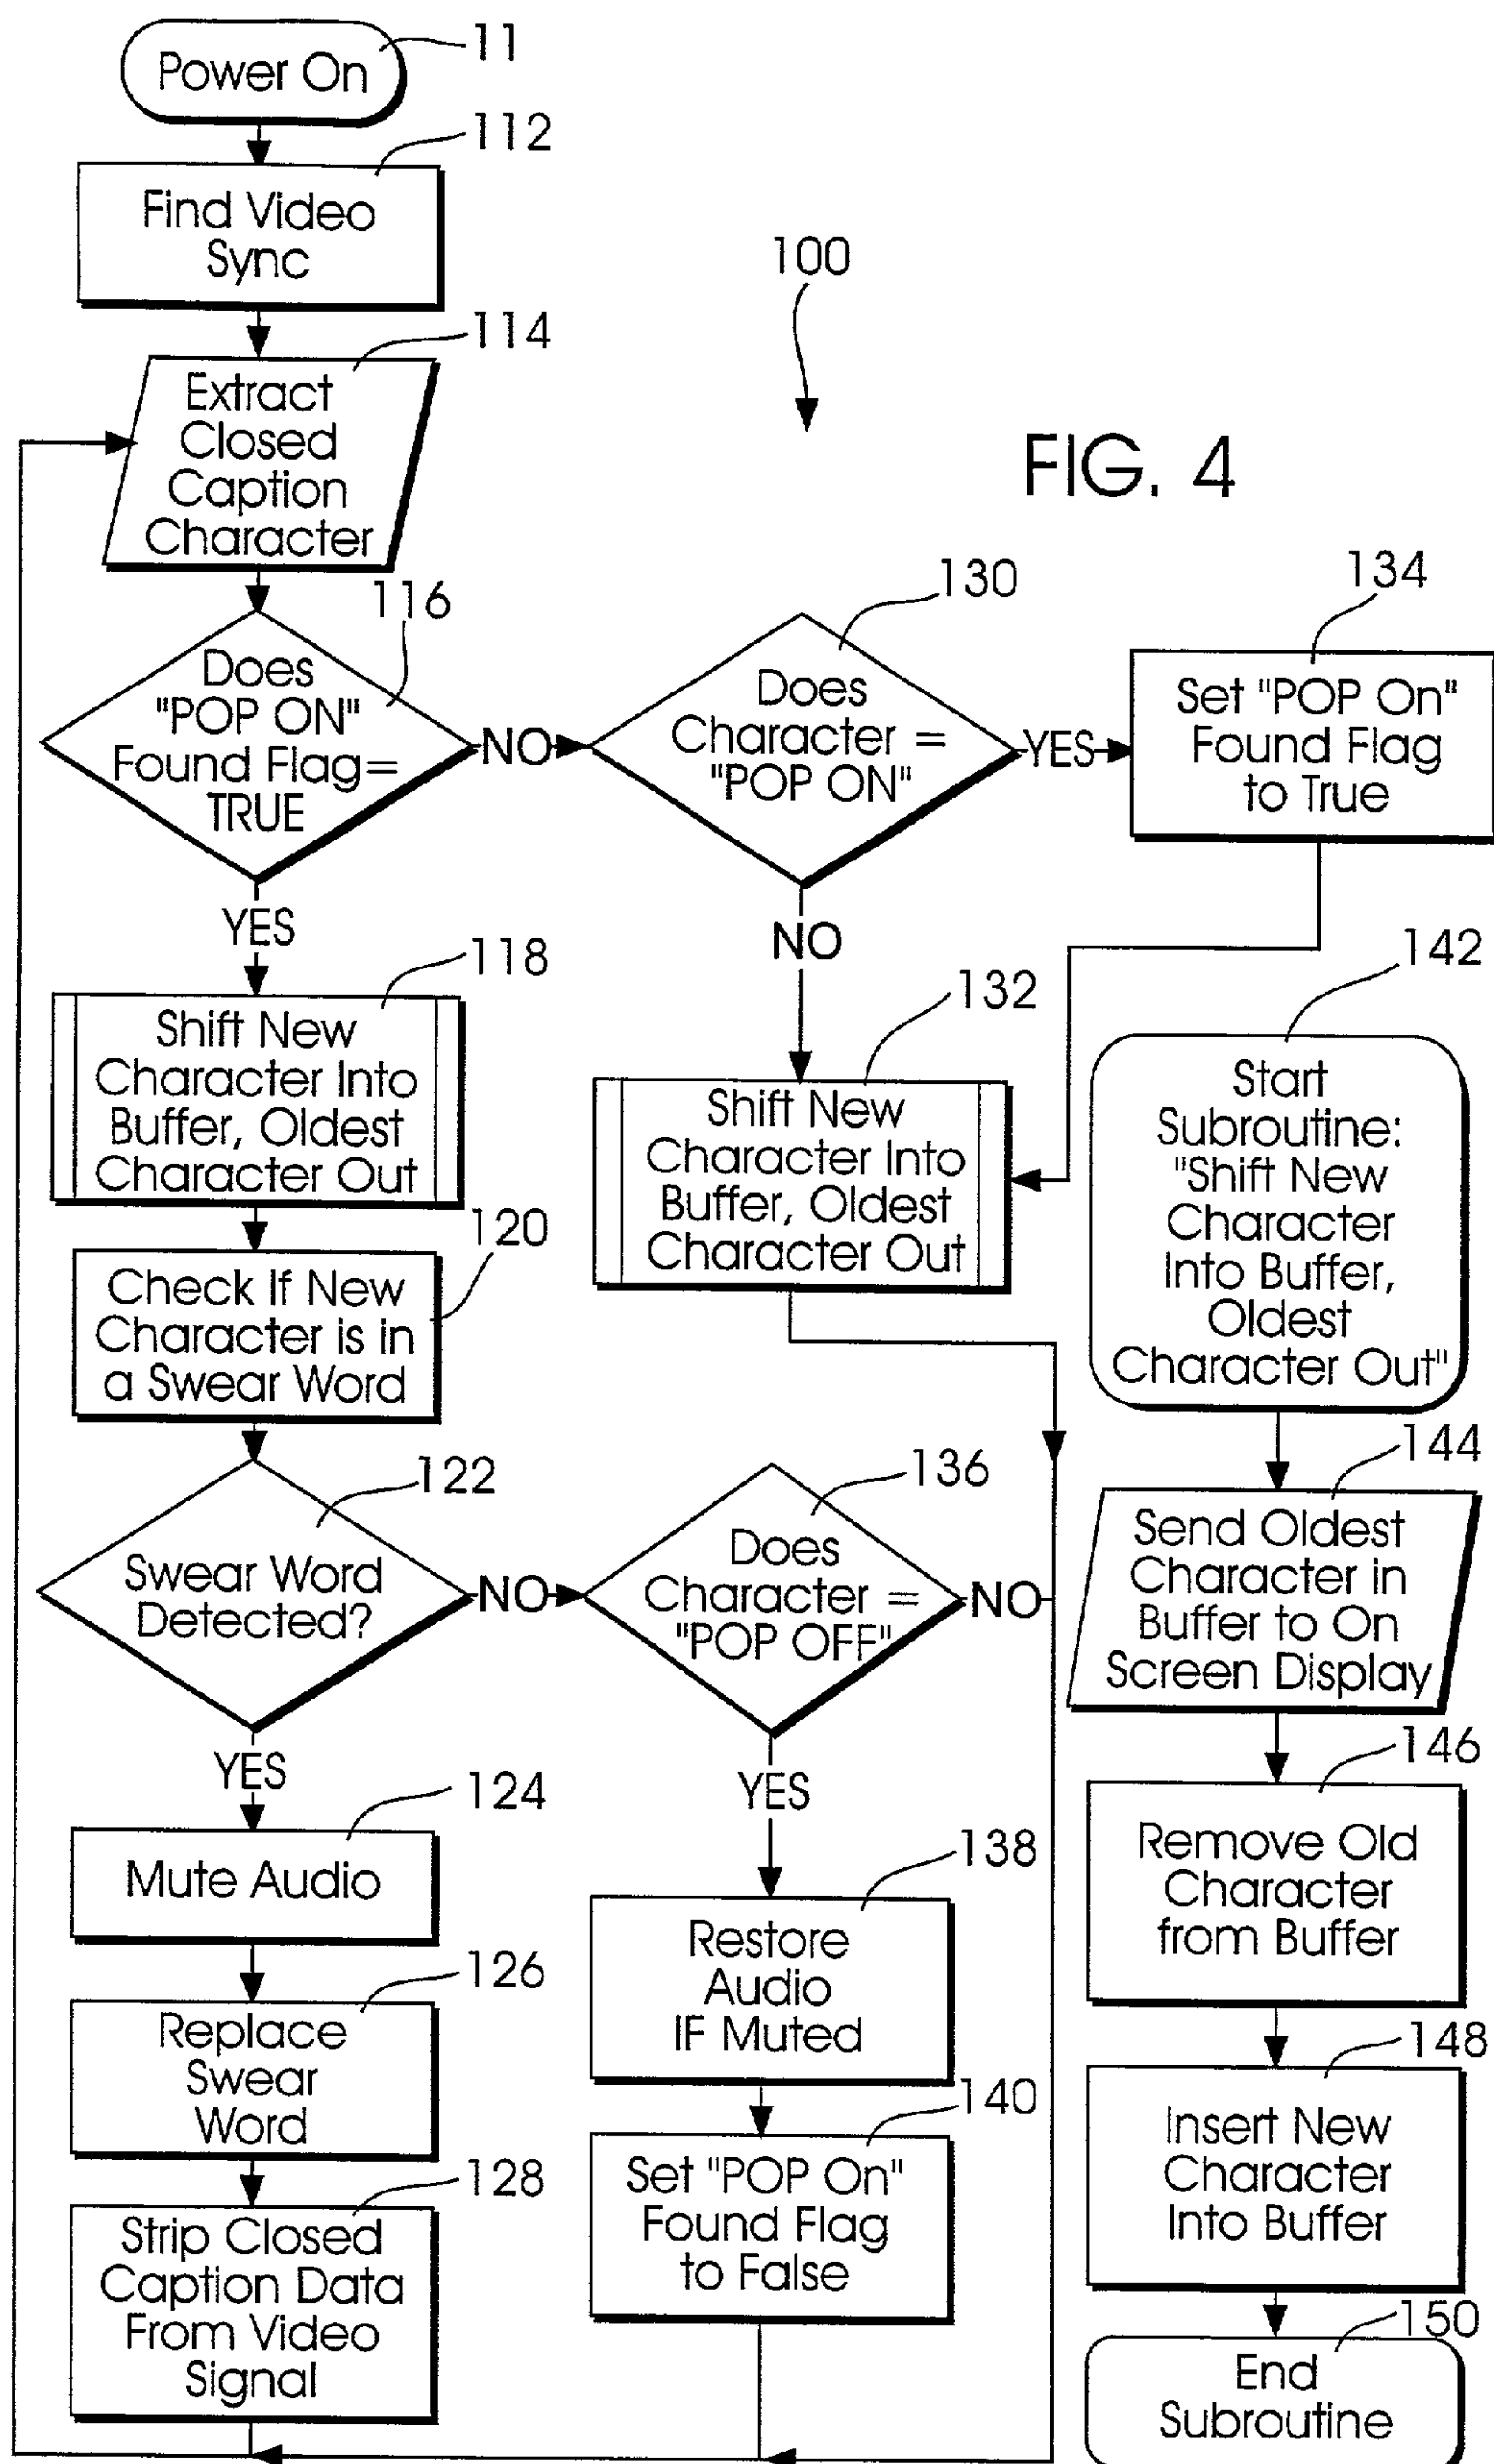 Power On
11
112
Find Video
Sync
100
114
Extract
Closed
Caption
Character
FIG. 4
116
Does
"POP ON"
Found Flag=
TRUE
NO
130
Does
Character =
"POP ON"
YES
134
Set "POP On"
Found Flag
to True
YES
NO
118
Shift New
Character Into
Buffer, Oldest
Character Out
132
Shift New
Character Into
Buffer, Oldest
Character Out
142
Start
Subroutine:
"Shift New
Character
Into Buffer,
Oldest
Character Out"
120
Check If New
Character is in
a Swear Word
122
Swear Word
Detected?
NO
136
Does
Character =
"POP OFF"
NO
144
Send Oldest
Character in
Buffer to On
Screen Display
YES
YES
124
Mute Audio
138
Restore
Audio
IF Muted
146
Remove Old
Character
from Buffer
126
Replace
Swear
Word
140
Set "POP On"
Found Flag
to False
148
Insert New
Character
Into Buffer
128
Strip Closed
Caption Data
From Video
Signal
150
End
Subroutine